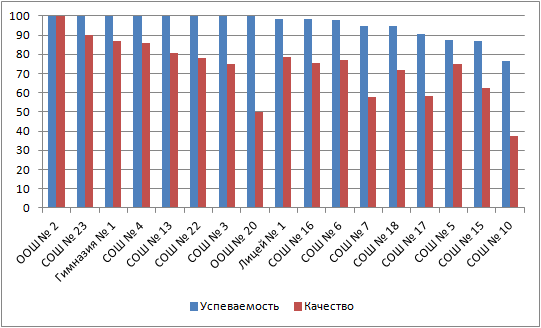 100
90
80
70
60
50
40
30
20
10
0
ООШ № 2
СОШ № 23
Гимназия № 1
СОШ № 4
СОШ № 13
СОШ № 22
СОШ № 3
ООШ № 20
Лицей № 1
СОШ № 16
СОШ № 6
СОШ № 7
СОШ № 18
СОШ № 17
СОШ № 5
СОШ № 15
СОШ № 10
Успеваемость Качество